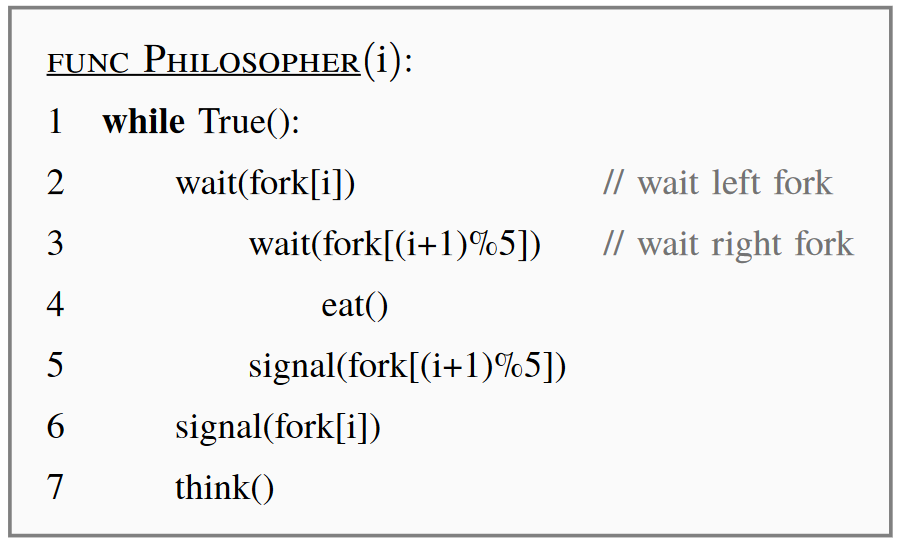 FUNC PHILOSOPHER(i):
1 while True():
2 wait(fork[i]) // wait left fork
3 wait(fork[(i+1)%5]) // wait right fork
4 eat()
5 signal(fork[(i+1)%5])
6 signal(fork[i])
7 think()